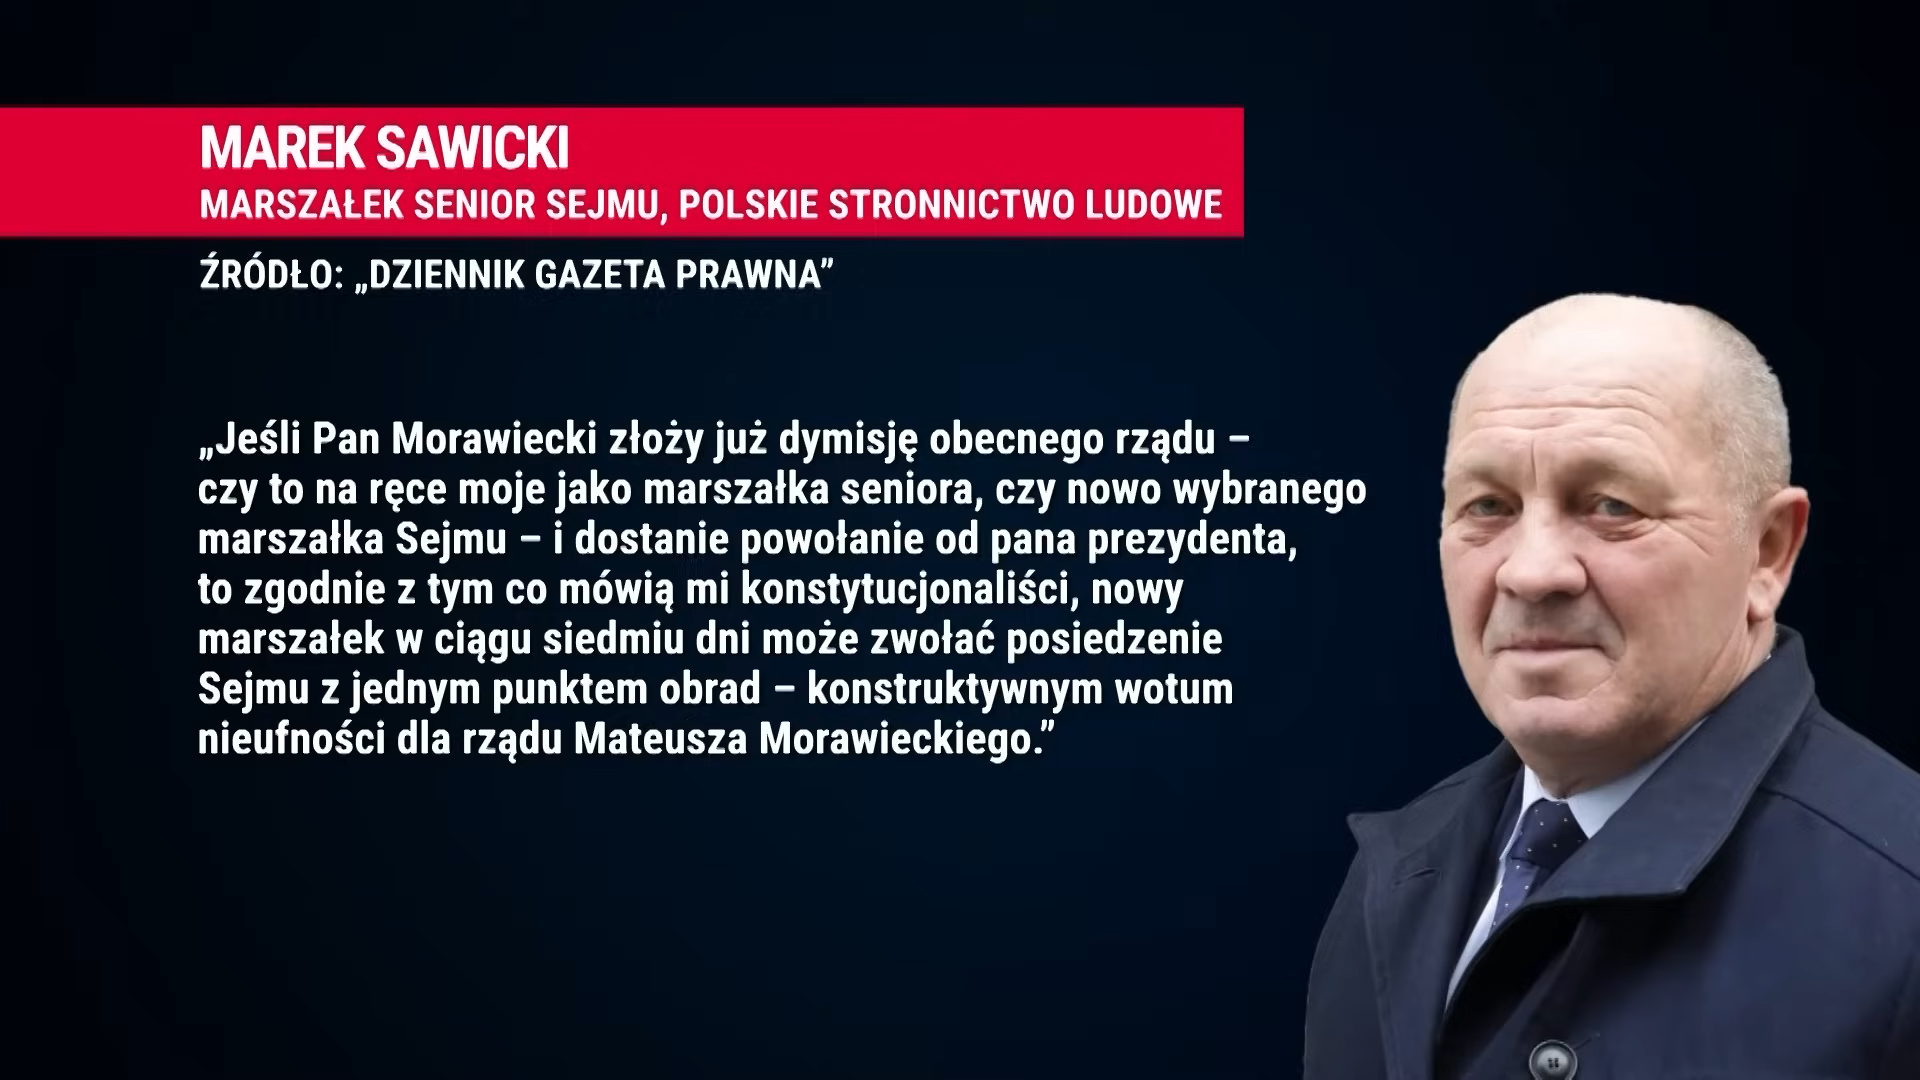 MAREK SAWICKI
MARSZAŁEK SENIOR SEJMU, POLSKIE STRONNICTWO LUDOWE
ŹRÓDŁO: „DZIENNIK GAZETA PRAWNA”
„Jeśli Pan Morawiecki złoży już dymisję obecnego rządu –
czy to na ręce moje jako marszałka seniora, czy nowo wybranego
marszałka Sejmu – i dostanie powołanie od pana prezydenta,
to zgodnie z tym co mówią mi konstytucjonaliści, nowy
marszałek w ciągu siedmiu dni może zwołać posiedzenie
Sejmu z jednym punktem obrad – konstruktywnym wotum
nieufności dla rządu Mateusza Morawieckiego.”